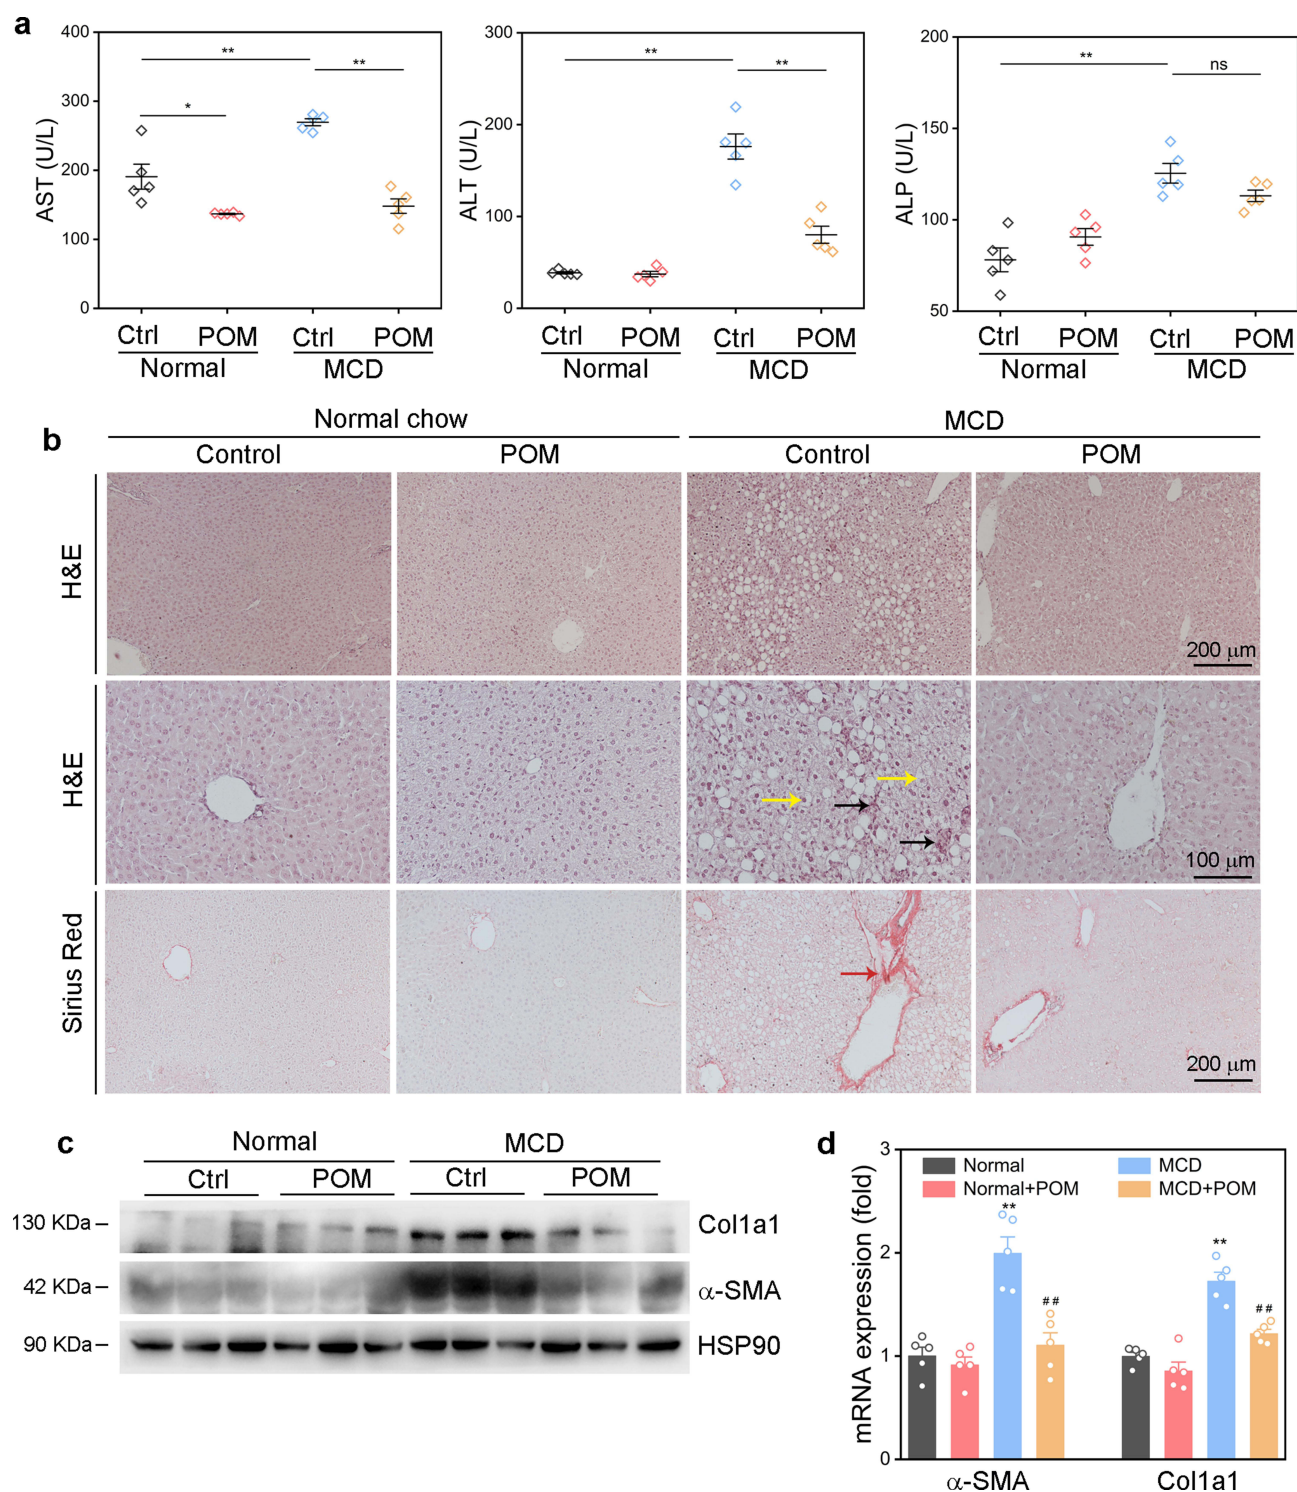 a
400
300
200
100
0
AST (U/L)
**
**
*
Ctrl POM Ctrl POM
Normal MCD
300
200
100
0
ALT (U/L)
**
**
Ctrl POM Ctrl POM
Normal MCD
200
150
100
50
ALP (U/L)
**
ns
Ctrl POM Ctrl POM
Normal MCD
b
Normal chow MCD
Control POM Control POM
H&E
200 μm
H&E
100 μm
Sirius Red
200 μm
c
Normal MCD
Ctrl POM Ctrl POM
130 KDa Col1a1
42 KDa α-SMA
90 KDa HSP90
d
3
2
1
0
mRNA expression (fold)
Normal MCD
Normal+POM MCD+POM
**
##
**
##
α-SMA Col1a1